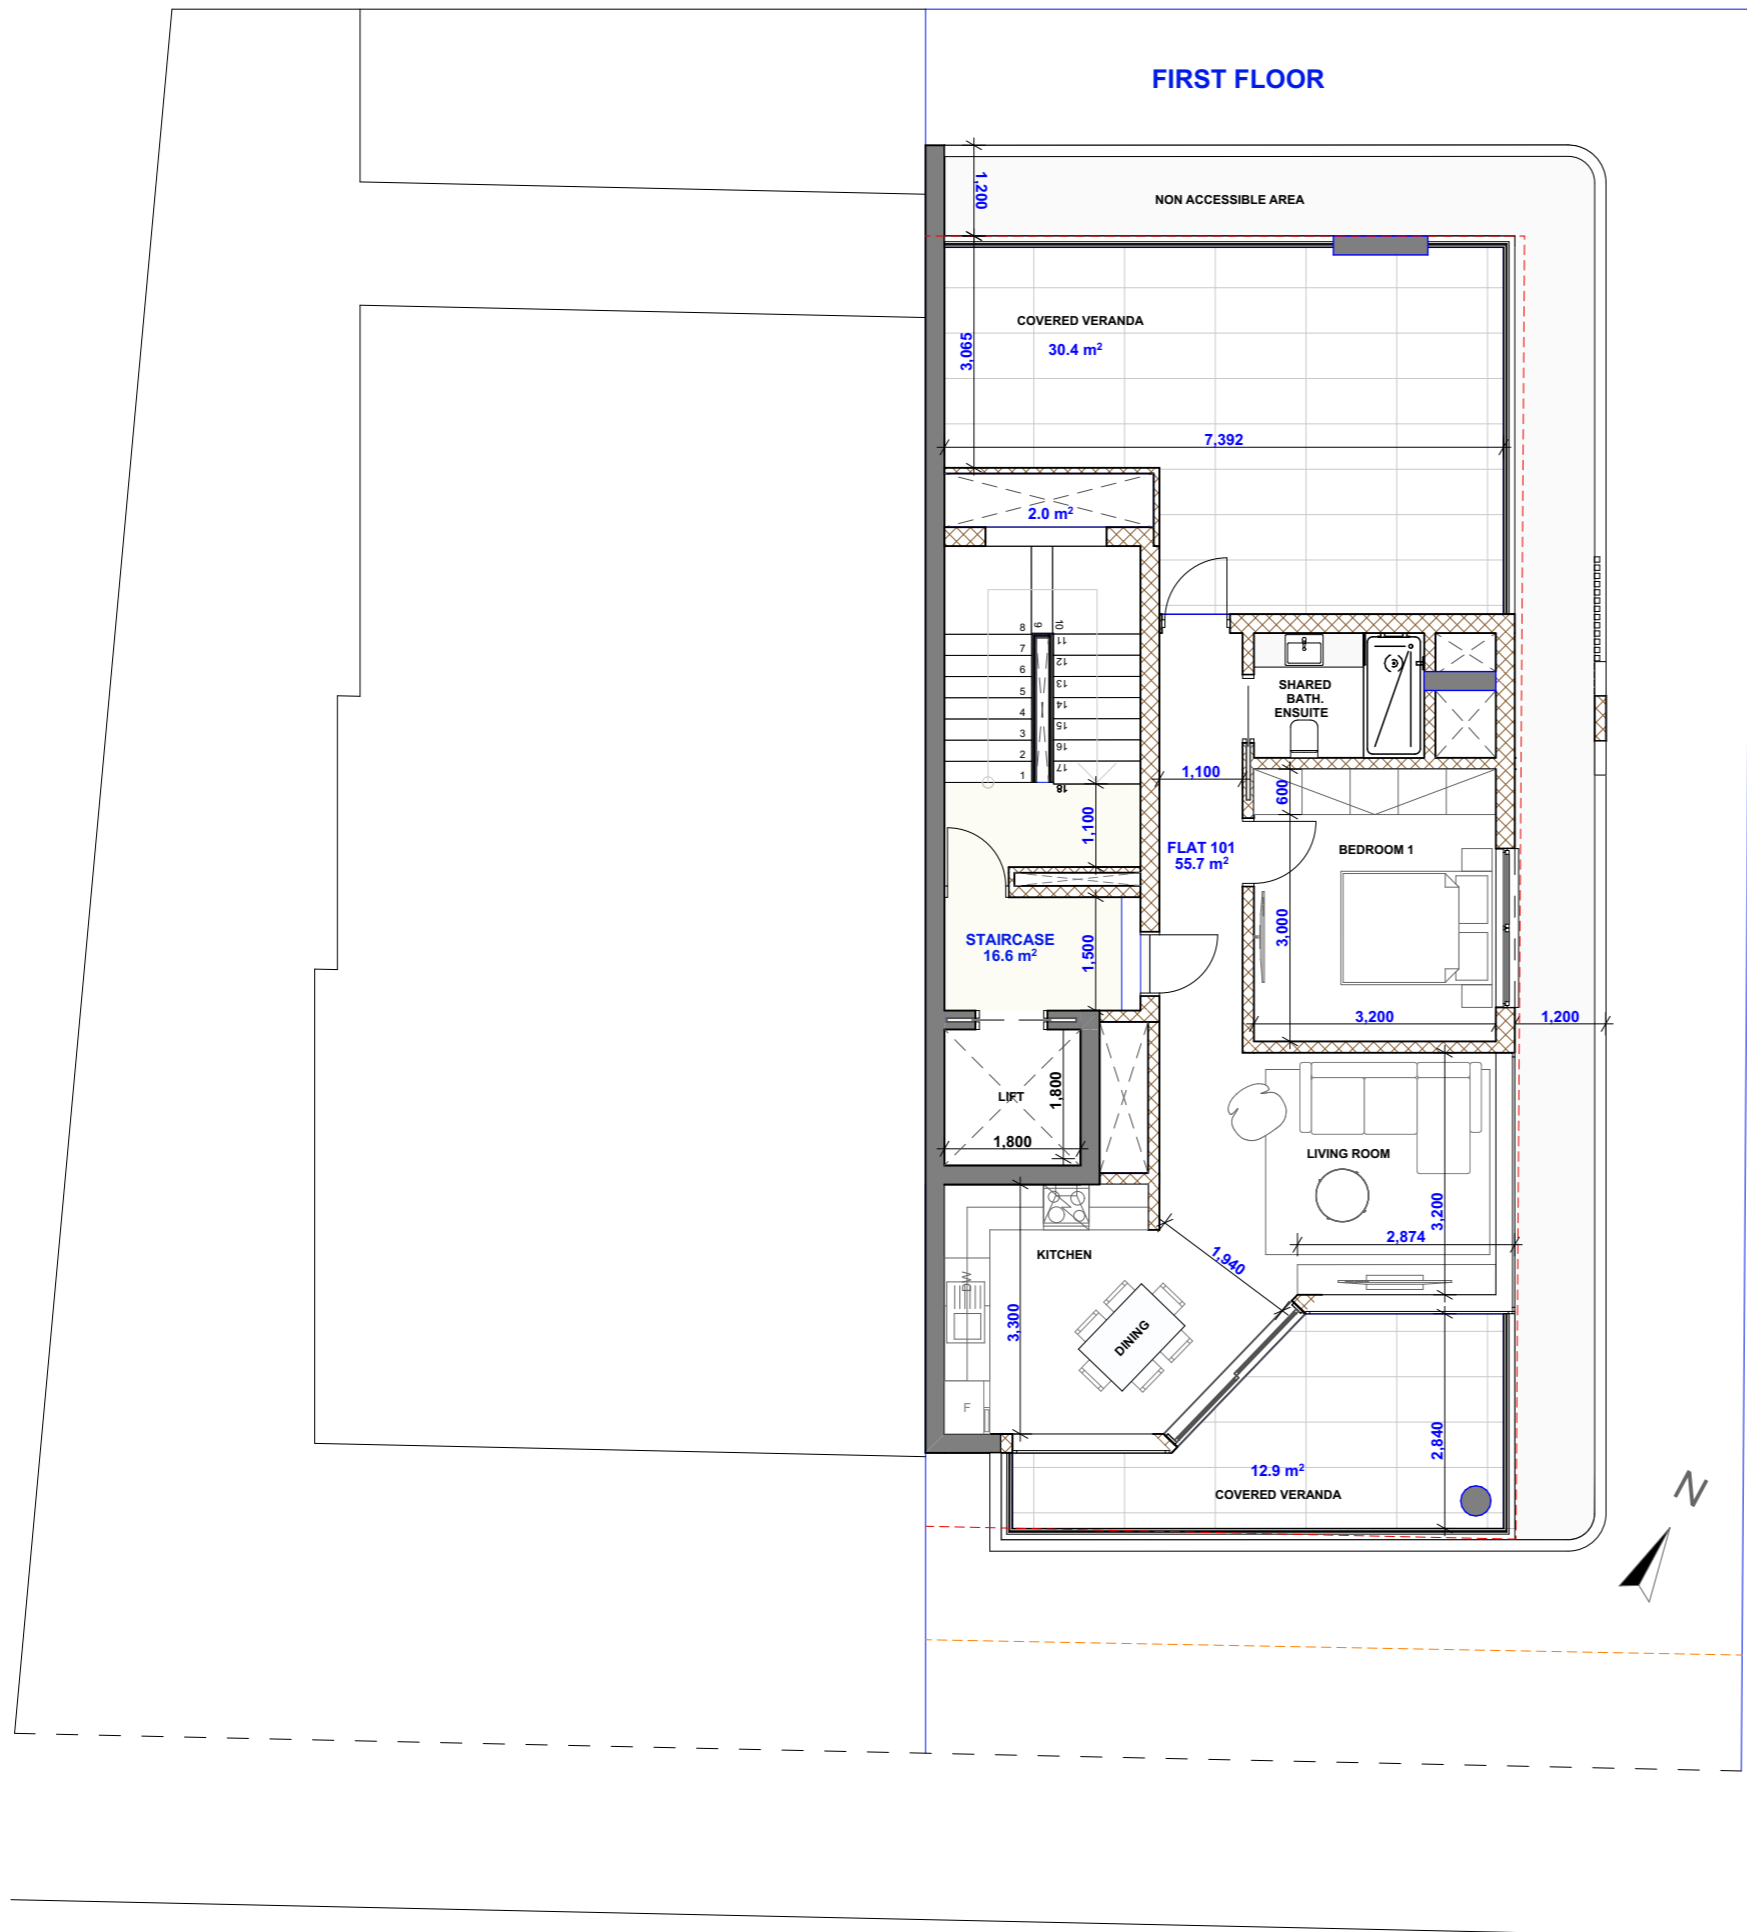 FIRST FLOOR
1,200
NON ACCESSIBLE AREA
COVERED VERANDA
30.4 m²
3,065
7,392
2.0 m²
8
9
10
7
11
6
12
5
13
4
14
3
15
2
16
1
17
18
SHARED
BATH.
ENSUITE
1,100
600
1,100
FLAT 101
55.7 m²
BEDROOM 1
3,000
STAIRCASE
16.6 m²
1,500
3,200
1,200
LIFT
1,800
1,800
LIVING ROOM
3,200
2,874
KITCHEN
1,940
DW
3,300
DINING
F
2,840
12.9 m²
COVERED VERANDA
N